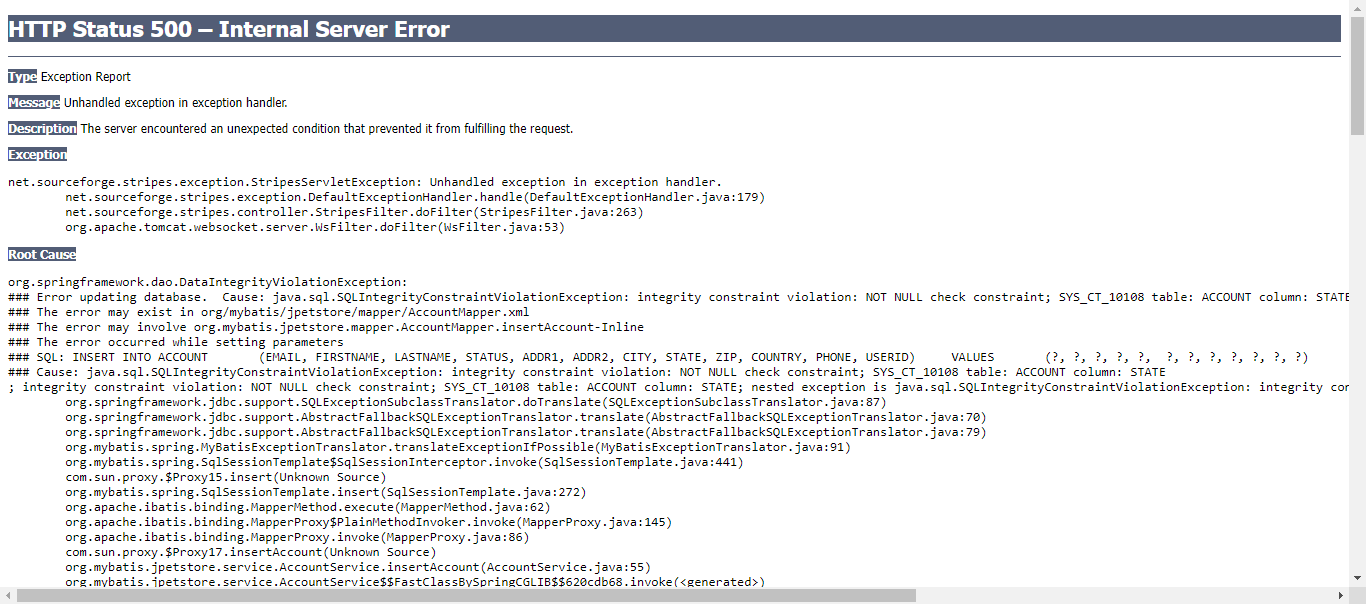 HTTP Status 500 – Internal Server Error
Type Exception Report
Message Unhandled exception in exception handler.
Description The server encountered an unexpected condition that prevented it from fulfilling the request.
Exception
net.sourceforge.stripes.exception.StripesServletException: Unhandled exception in exception handler.
net.sourceforge.stripes.exception.DefaultExceptionHandler.handle(DefaultExceptionHandler.java:179)
net.sourceforge.stripes.controller.StripesFilter.doFilter(StripesFilter.java:263)
org.apache.tomcat.websocket.server.WsFilter.doFilter(WsFilter.java:53)
Root Cause
org.springframework.dao.DataIntegrityViolationException:
### Error updating database.  Cause: java.sql.SQLIntegrityConstraintViolationException: integrity constraint violation: NOT NULL check constraint; SYS_CT_10108 table: ACCOUNT column: STATE
### The error may exist in org/mybatis/jpetstore/mapper/AccountMapper.xml
### The error may involve org.mybatis.jpetstore.mapper.AccountMapper.insertAccount-Inline
### The error occurred while setting parameters
### SQL: INSERT INTO ACCOUNT       (EMAIL, FIRSTNAME, LASTNAME, STATUS, ADDR1, ADDR2, CITY, STATE, ZIP, COUNTRY, PHONE, USERID)     VALUES       (?, ?, ?, ?, ?,  ?, ?, ?, ?, ?, ?, ?)
### Cause: java.sql.SQLIntegrityConstraintViolationException: integrity constraint violation: NOT NULL check constraint; SYS_CT_10108 table: ACCOUNT column: STATE
; integrity constraint violation: NOT NULL check constraint; SYS_CT_10108 table: ACCOUNT column: STATE; nested exception is java.sql.SQLIntegrityConstraintViolationException: integrity con
org.springframework.jdbc.support.SQLExceptionSubclassTranslator.doTranslate(SQLExceptionSubclassTranslator.java:87)
org.springframework.jdbc.support.AbstractFallbackSQLExceptionTranslator.translate(AbstractFallbackSQLExceptionTranslator.java:70)
org.springframework.jdbc.support.AbstractFallbackSQLExceptionTranslator.translate(AbstractFallbackSQLExceptionTranslator.java:79)
org.mybatis.spring.MyBatisExceptionTranslator.translateExceptionIfPossible(MyBatisExceptionTranslator.java:91)
org.mybatis.spring.SqlSessionTemplate$SqlSessionInterceptor.invoke(SqlSessionTemplate.java:441)
com.sun.proxy.$Proxy15.insert(Unknown Source)
org.mybatis.spring.SqlSessionTemplate.insert(SqlSessionTemplate.java:272)
org.apache.ibatis.binding.MapperMethod.execute(MapperMethod.java:62)
org.apache.ibatis.binding.MapperProxy$PlainMethodInvoker.invoke(MapperProxy.java:145)
org.apache.ibatis.binding.MapperProxy.invoke(MapperProxy.java:86)
com.sun.proxy.$Proxy17.insertAccount(Unknown Source)
org.mybatis.jpetstore.service.AccountService.insertAccount(AccountService.java:55)
org.mybatis.jpetstore.service.AccountService$$FastClassBySpringCGLIB$$620cdb68.invoke(<generated>)